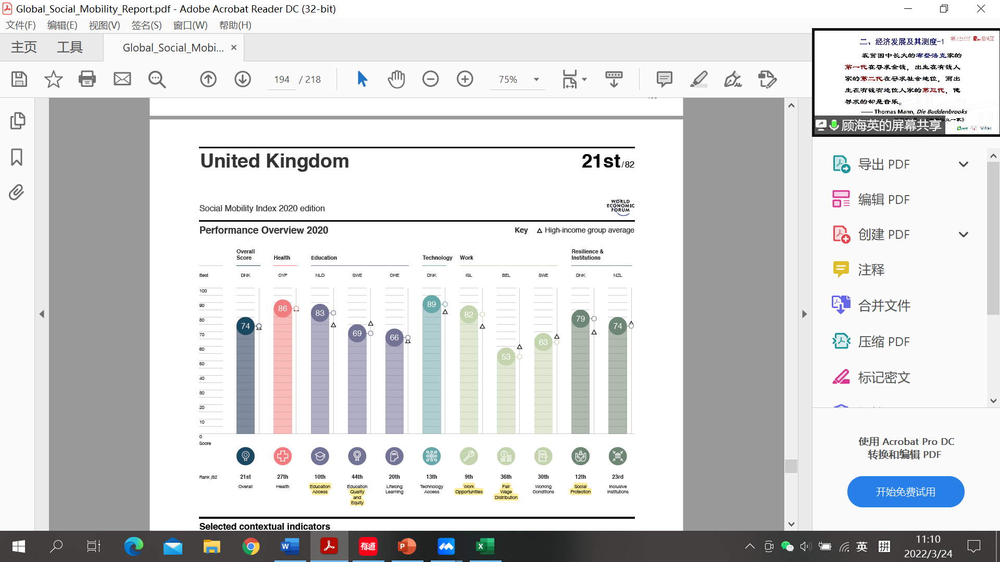 Global_Social_Mobility_Report.pdf - Adobe Acrobat Reader DC (32-bit)
文件(F) 编辑(E) 视图(V) 签名(S) 窗口(W) 帮助(H)
主页 工具 Global_Social_Mobi... ×
194 / 218 75%
二、经济发展及其测度-1
在贫困中长大的布登洛克家的
第一代在寻求金钱，出生在有钱人
家的第二代在寻求社会地位，而出
生在有钱有地位人家的第三代，他
寻求的却是音乐。
—— Thomas Mann, Die Buddenbrooks
顾海英的屏幕共享
United Kingdom 21st/82
Social Mobility Index 2020 edition
WORLD
ECONOMIC
FORUM
Performance Overview 2020 Key △ High-income group average
Overall
Score Health Education Technology Work Resilience &
Institutions
Best DNK CYP NLD SWE CHE DNK ISL BEL SWE DNK NZL
100
90
80
70
60
50
40
30
20
10
0
Score
74 86 83 69 66 89 82 53 63 79 74
Rank /82 21st 27th 10th 44th 20th 13th 9th 36th 30th 12th 23rd
Overall
Health
Education
Access
Education
Quality
and
Equity
Lifelong
Learning
Technology
Access
Work
Opportunities
Fair
Wage
Distribution
Working
Conditions
Social
Protection
Inclusive
Institutions
Selected contextual indicators
导出 PDF
编辑 PDF
创建 PDF
注释
合并文件
压缩 PDF
标记密文
使用 Acrobat Pro DC
转换和编辑 PDF
开始免费试用
W
有道
P
X
英 拼
11:10
2022/3/24